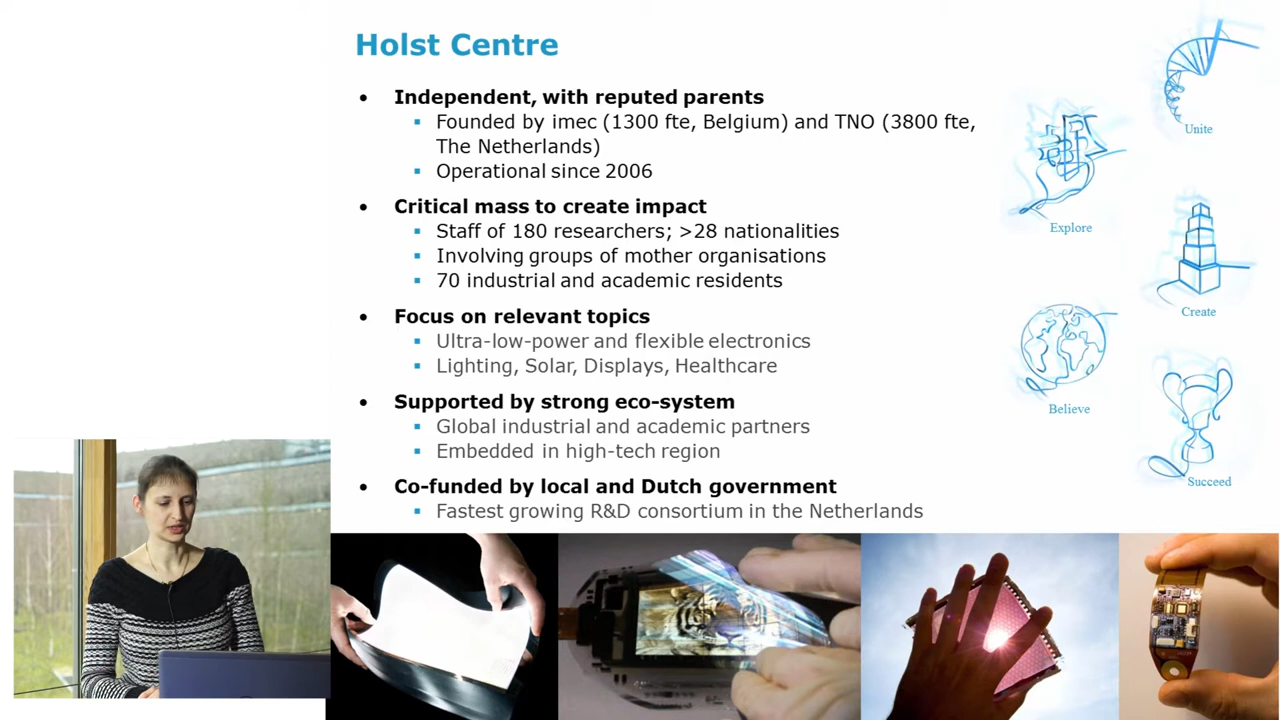 Holst Centre
• Independent, with reputed parents
▪ Founded by imec (1300 fte, Belgium) and TNO (3800 fte,
The Netherlands)
▪ Operational since 2006
• Critical mass to create impact
▪ Staff of 180 researchers; >28 nationalities
▪ Involving groups of mother organisations
▪ 70 industrial and academic residents
• Focus on relevant topics
▪ Ultra-low-power and flexible electronics
▪ Lighting, Solar, Displays, Healthcare
• Supported by strong eco-system
▪ Global industrial and academic partners
▪ Embedded in high-tech region
• Co-funded by local and Dutch government
▪ Fastest growing R&D consortium in the Netherlands
Unite
Explore
Create
Believe
Succeed